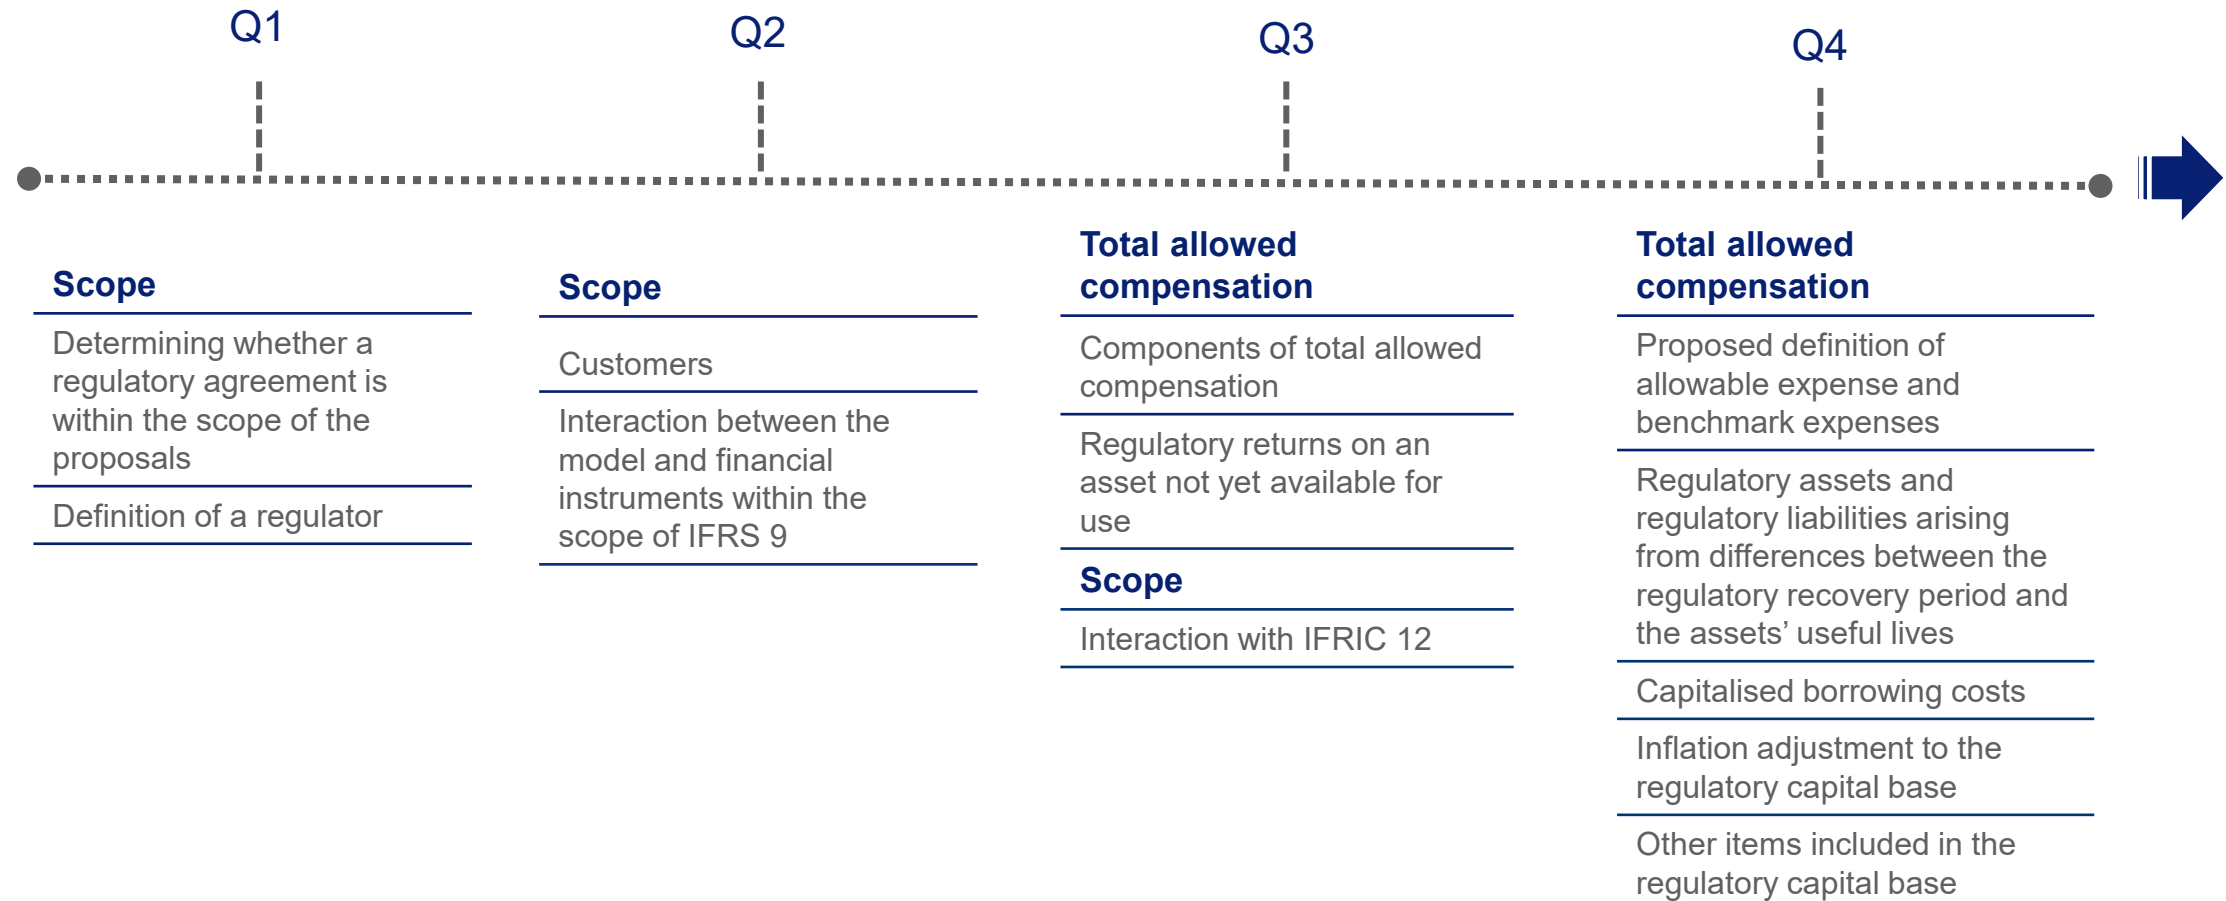 Q1
Q2
Q3
Q4
Scope
Determining whether a
regulatory agreement is
within the scope of the
proposals
Definition of a regulator
Scope
Customers
Interaction between the
model and financial
instruments within the
scope of IFRS 9
Total allowed
compensation
Components of total allowed
compensation
Regulatory returns on an
asset not yet available for
use
Scope
Interaction with IFRIC 12
Total allowed
compensation
Proposed definition of
allowable expense and
benchmark expenses
Regulatory assets and
regulatory liabilities arising
from differences between the
regulatory recovery period and
the assets’ useful lives
Capitalised borrowing costs
Inflation adjustment to the
regulatory capital base
Other items included in the
regulatory capital base